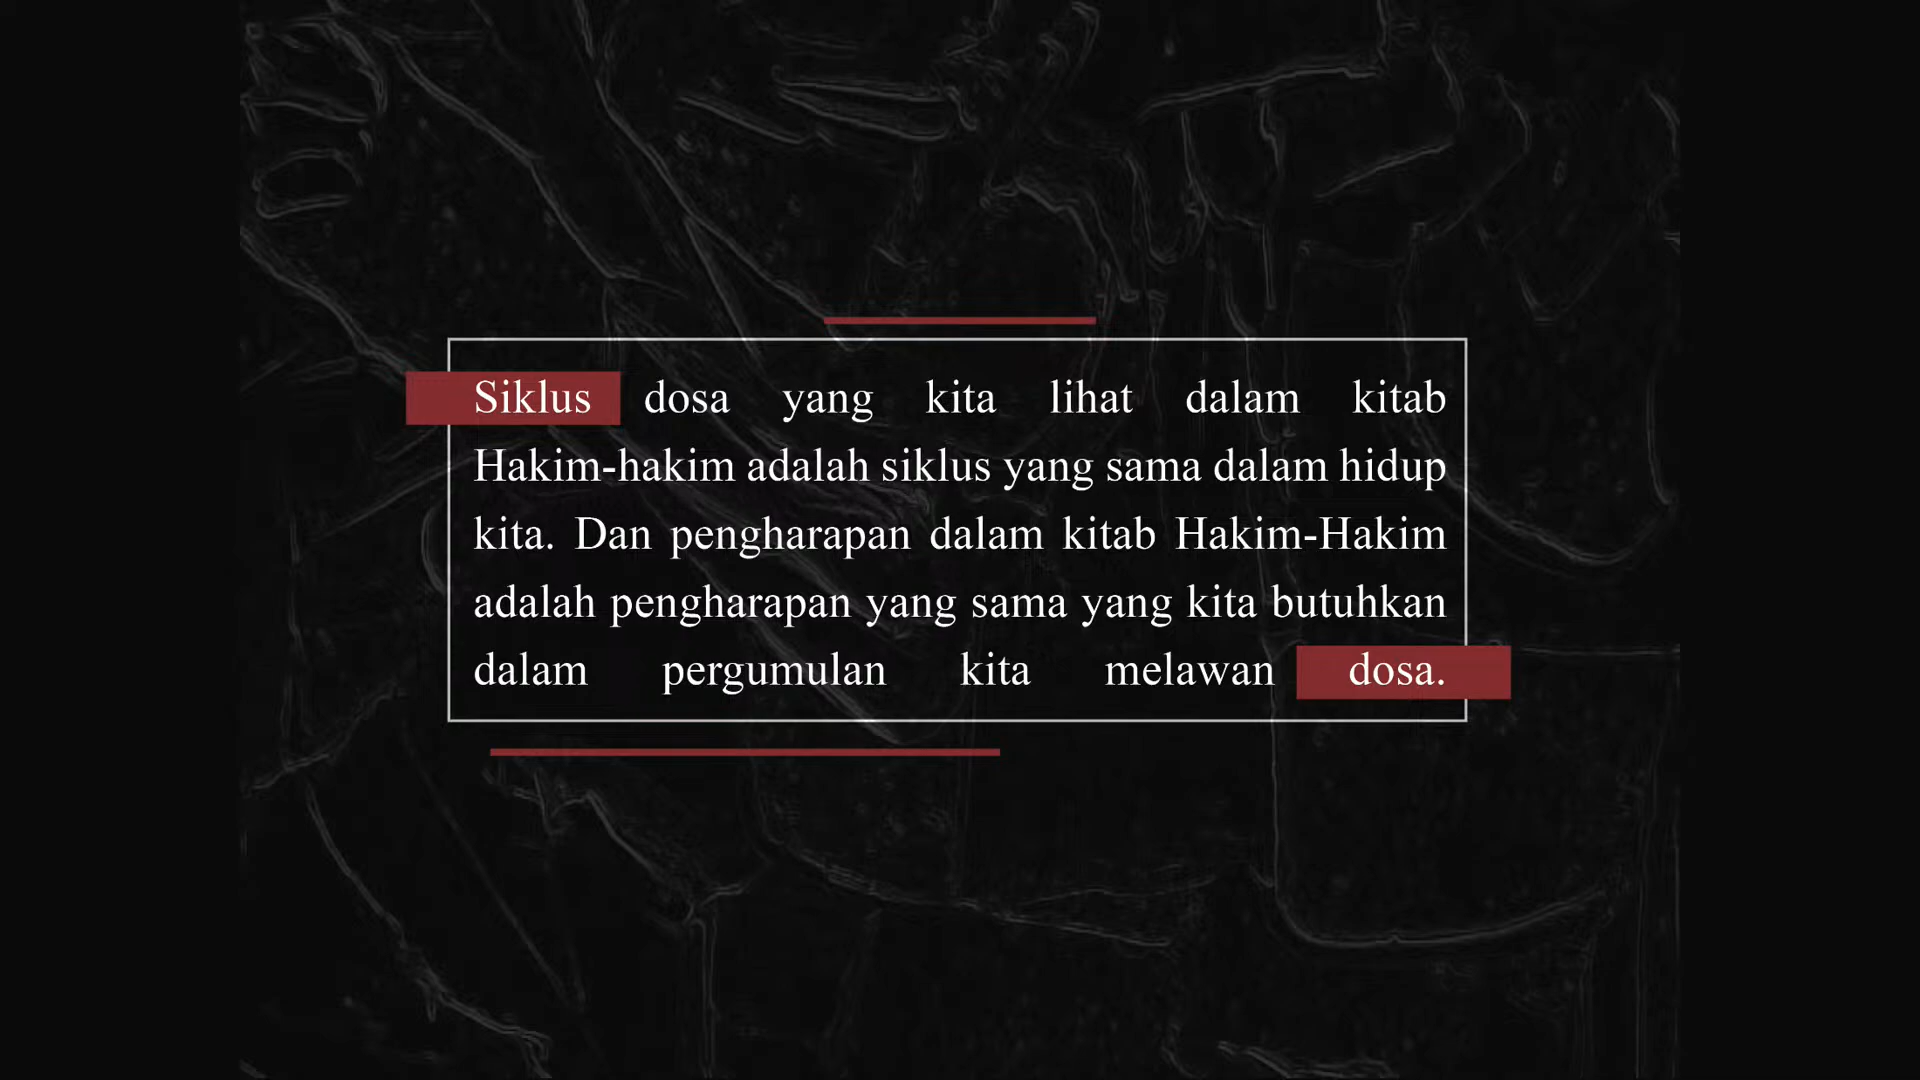 Siklus dosa yang kita lihat dalam kitab
Hakim-hakim adalah siklus yang sama dalam hidup
kita. Dan pengharapan dalam kitab Hakim-Hakim
adalah pengharapan yang sama yang kita butuhkan
dalam pergumulan kita melawan dosa.